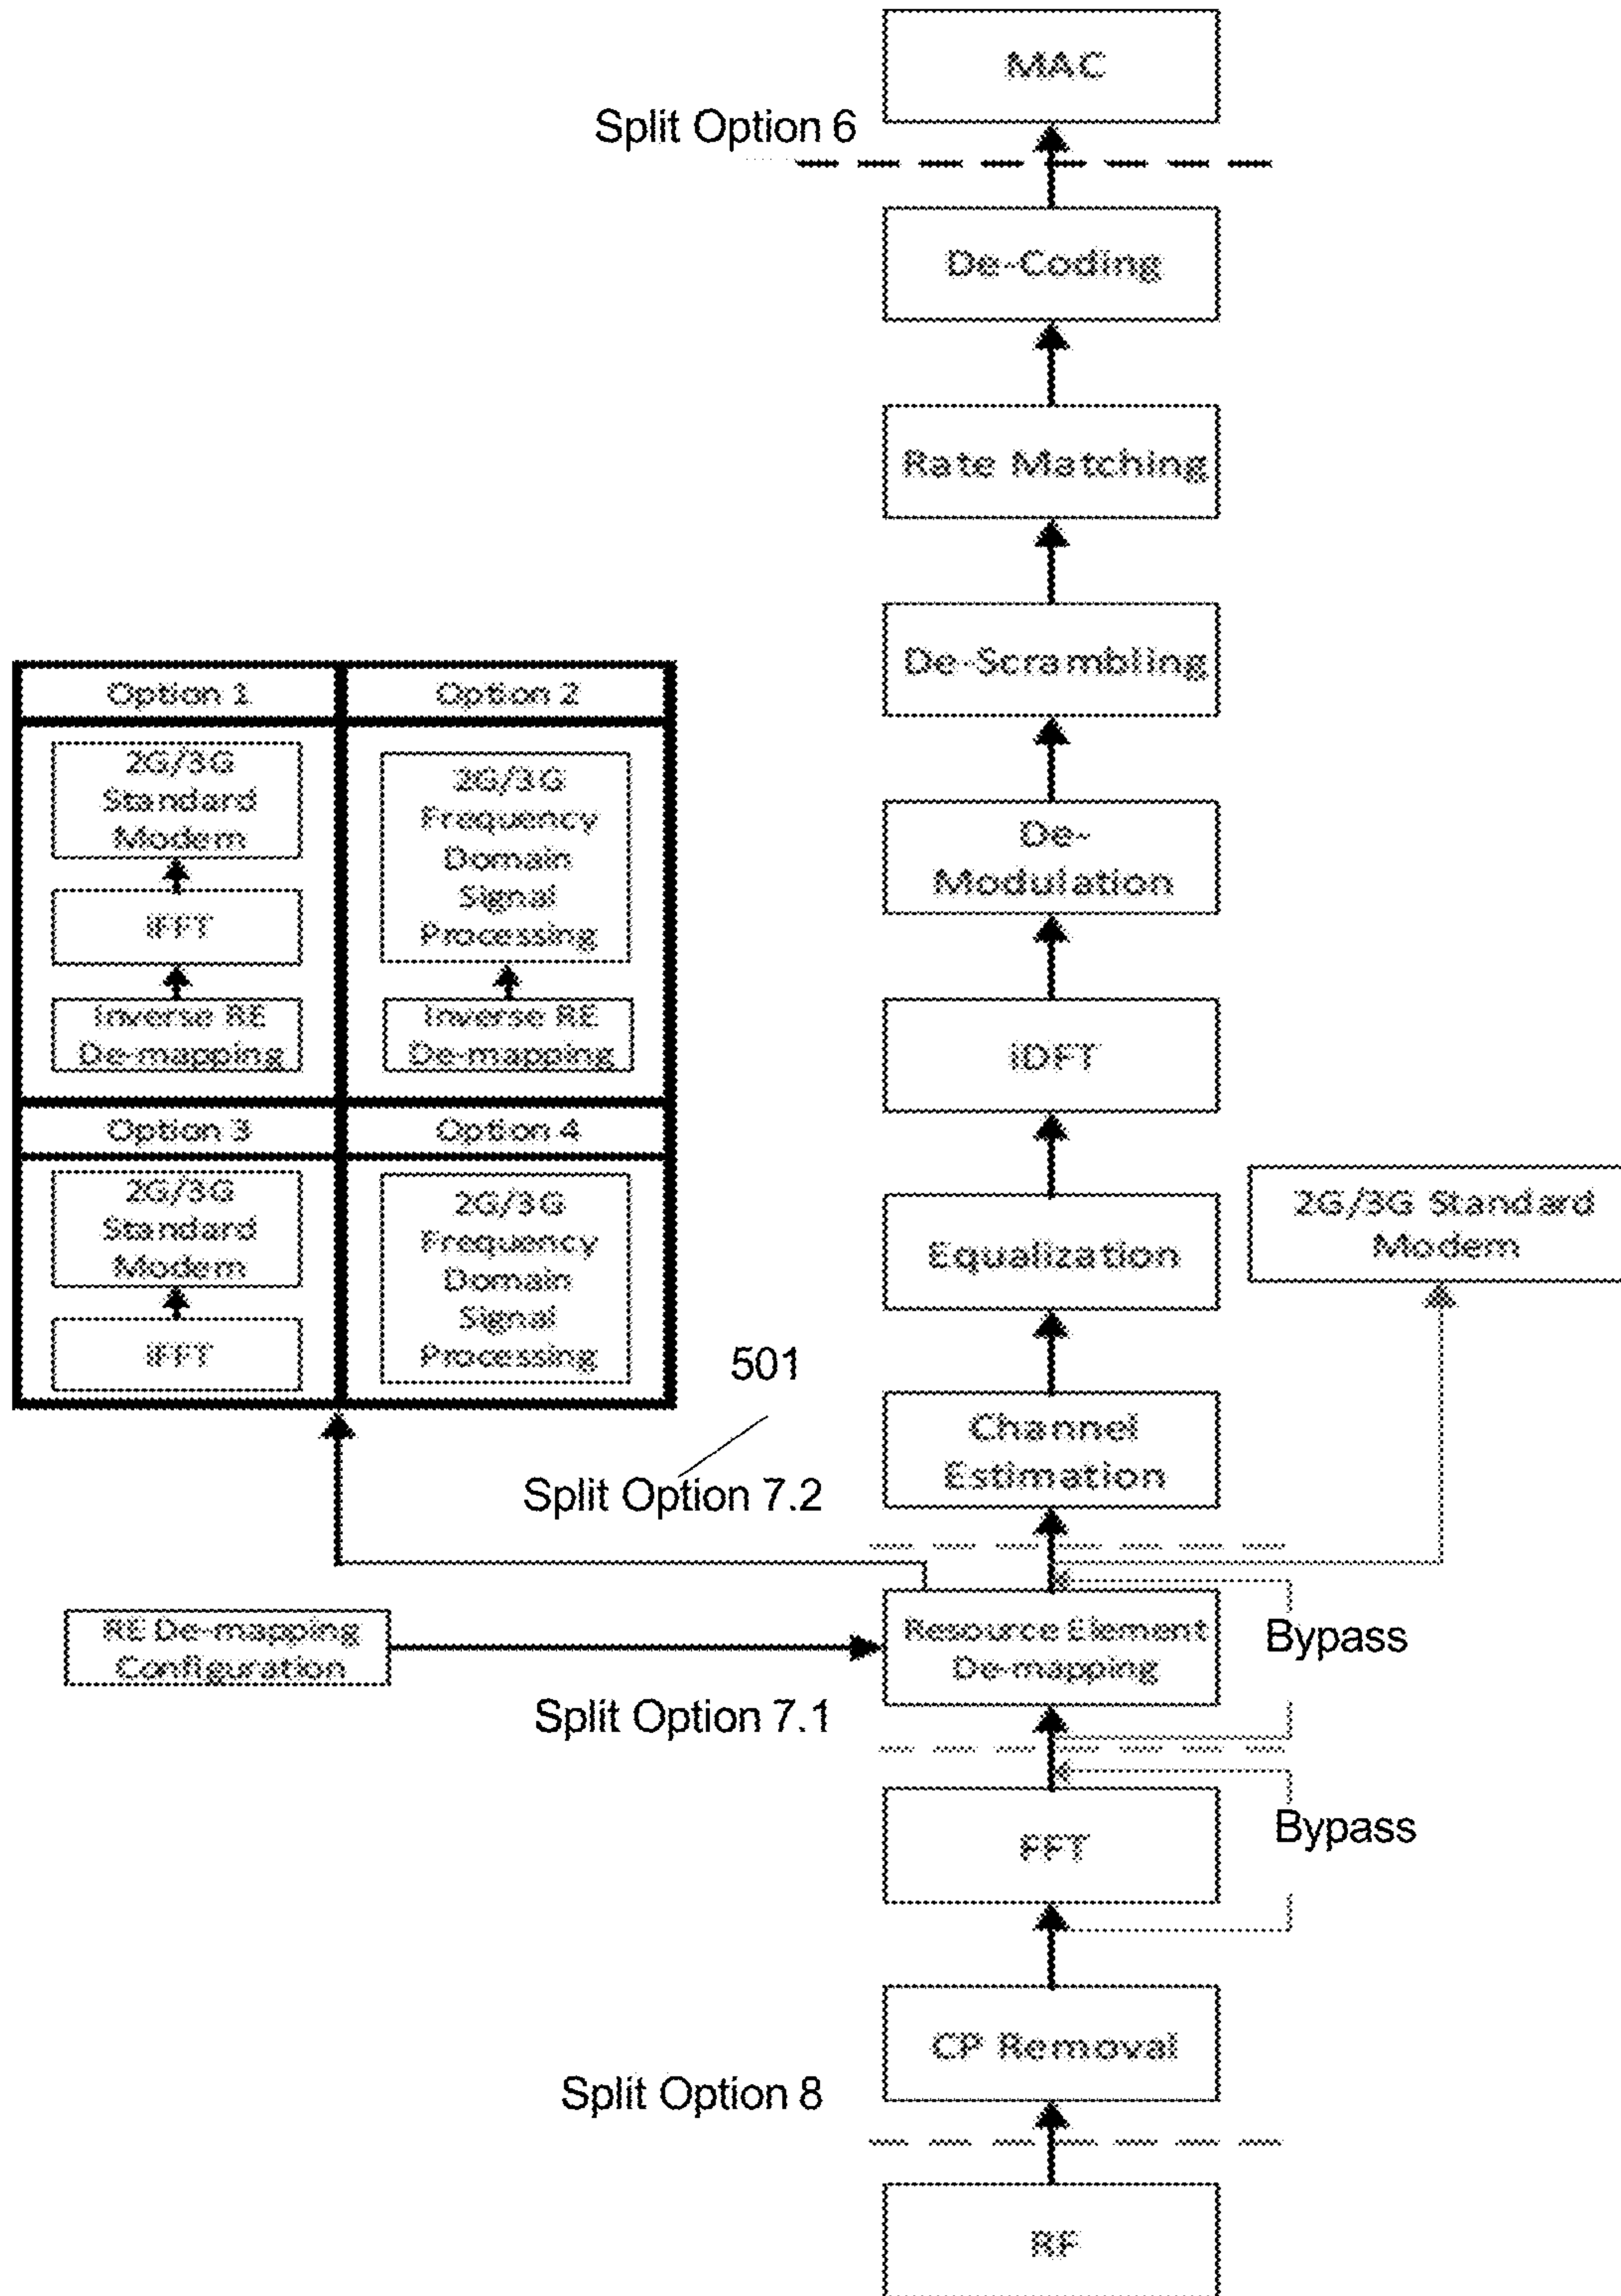 MAC
Split Option 6
De-Coding
Rate Matching
De-Scrambling
Option 1
Option 2
2G/3G
Standard
Modem
IFFT
Inverse RE
De-mapping
2G/3G
Frequency
Domain
Signal
Processing
Inverse RE
De-mapping
Option 3
Option 4
2G/3G
Standard
Modem
IFFT
2G/3G
Frequency
Domain
Signal
Processing
De-
Modulation
IDFT
Equalization
2G/3G Standard
Modem
501
Channel
Estimation
Split Option 7.2
RE De-mapping
Configuration
Resource Element
De-mapping
Bypass
Split Option 7.1
FFT
Bypass
CP Removal
Split Option 8
RF